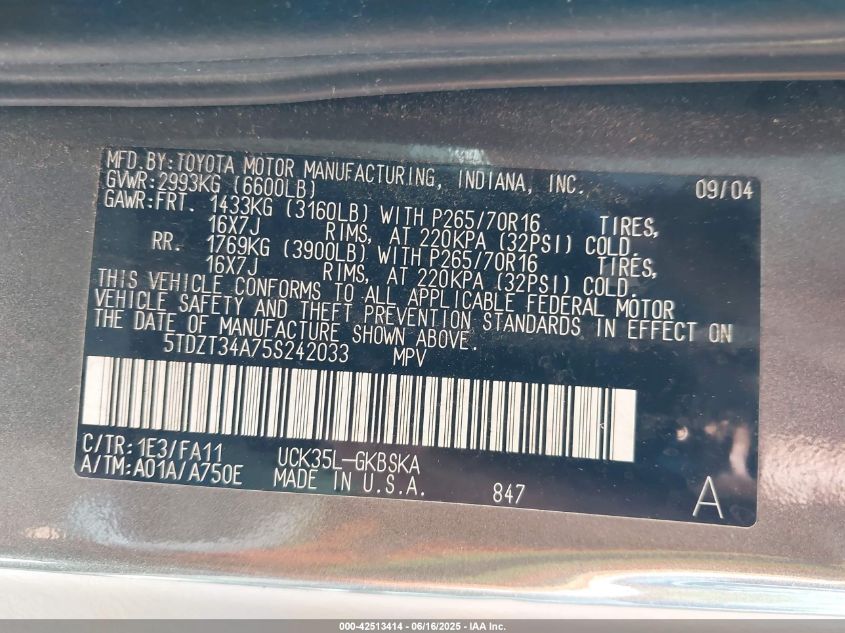 MFD. BY: TOYOTA MOTOR MANUFACTURING, INDIANA, INC. 09/04
GVWR: 2993KG (6600LB)
GAWR: FRT. 1433KG (3160LB) WITH P265/70R16 TIRES,
16X7J RIMS, AT 220KPA (32PSI) COLD
RR. 1769KG (3900LB) WITH P265/70R16 TIRES,
16X7J RIMS, AT 220KPA (32PSI) COLD.
THIS VEHICLE CONFORMS TO ALL APPLICABLE FEDERAL MOTOR
VEHICLE SAFETY AND THEFT PREVENTION STANDARDS IN EFFECT ON
THE DATE OF MANUFACTURE SHOWN ABOVE.
5TDZT34A75S242033 MPV
C/TR: 1E3/FA11 UCK35L-GKBSKA
A/TM: A01A/A750E MADE IN U.S.A. 847 A
000-42513414 - 06/16/2025 - IAA Inc.